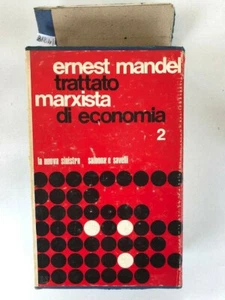 ernest mandel
trattato
marxista
di economia
2
la nuova sinistra samonà e savelli